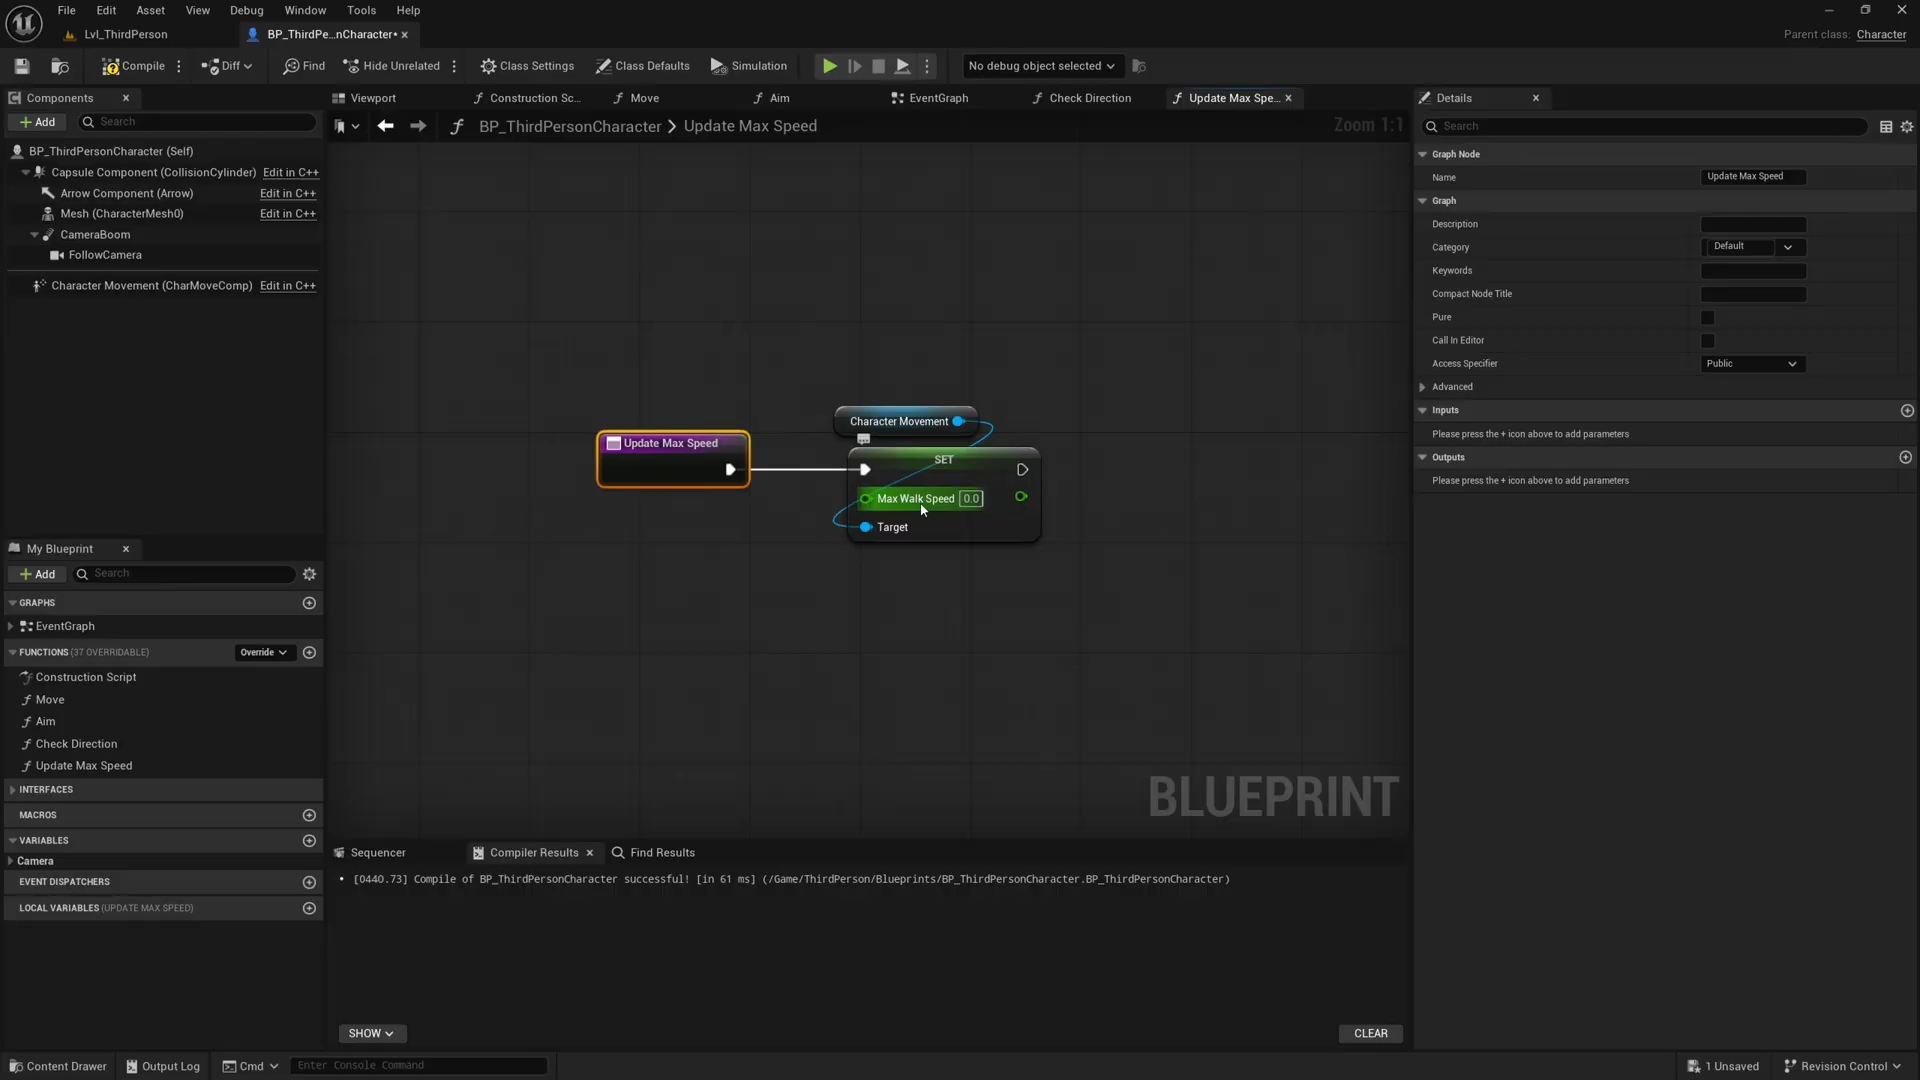 File Edit Asset View Debug Window Tools Help
Lvl_ThirdPerson
BP_ThirdPe…nCharacter•
Parent class: Character
Compile
Diff
Find
Hide Unrelated
Class Settings
Class Defaults
Simulation
No debug object selected
Components
Add
Search
BP_ThirdPersonCharacter (Self)
Capsule Component (CollisionCylinder) Edit in C++
Arrow Component (Arrow) Edit in C++
Mesh (CharacterMesh0) Edit in C++
CameraBoom
FollowCamera
Character Movement (CharMoveComp) Edit in C++
My Blueprint
Add
Search
GRAPHS
EventGraph
FUNCTIONS (37 OVERRIDABLE) Override
Construction Script
Move
Aim
Check Direction
Update Max Speed
INTERFACES
MACROS
VARIABLES
Camera
EVENT DISPATCHERS
LOCAL VARIABLES (UPDATE MAX SPEED)
Viewport
Construction Sc…
Move
Aim
EventGraph
Check Direction
Update Max Spe…
BP_ThirdPersonCharacter > Update Max Speed
Zoom 1:1
Update Max Speed
Character Movement
SET
Max Walk Speed 0.0
Target
BLUEPRINT
Sequencer
Compiler Results
Find Results
• [0440.73] Compile of BP_ThirdPersonCharacter successful! [in 61 ms] (/Game/ThirdPerson/Blueprints/BP_ThirdPersonCharacter.BP_ThirdPersonCharacter)
SHOW
CLEAR
Details
Search
Graph Node
Name Update Max Speed
Graph
Description
Category Default
Keywords
Compact Node Title
Pure
Call In Editor
Access Specifier Public
Advanced
Inputs
Please press the + icon above to add parameters
Outputs
Please press the + icon above to add parameters
Content Drawer
Output Log
Cmd
Enter Console Command
1 Unsaved
Revision Control